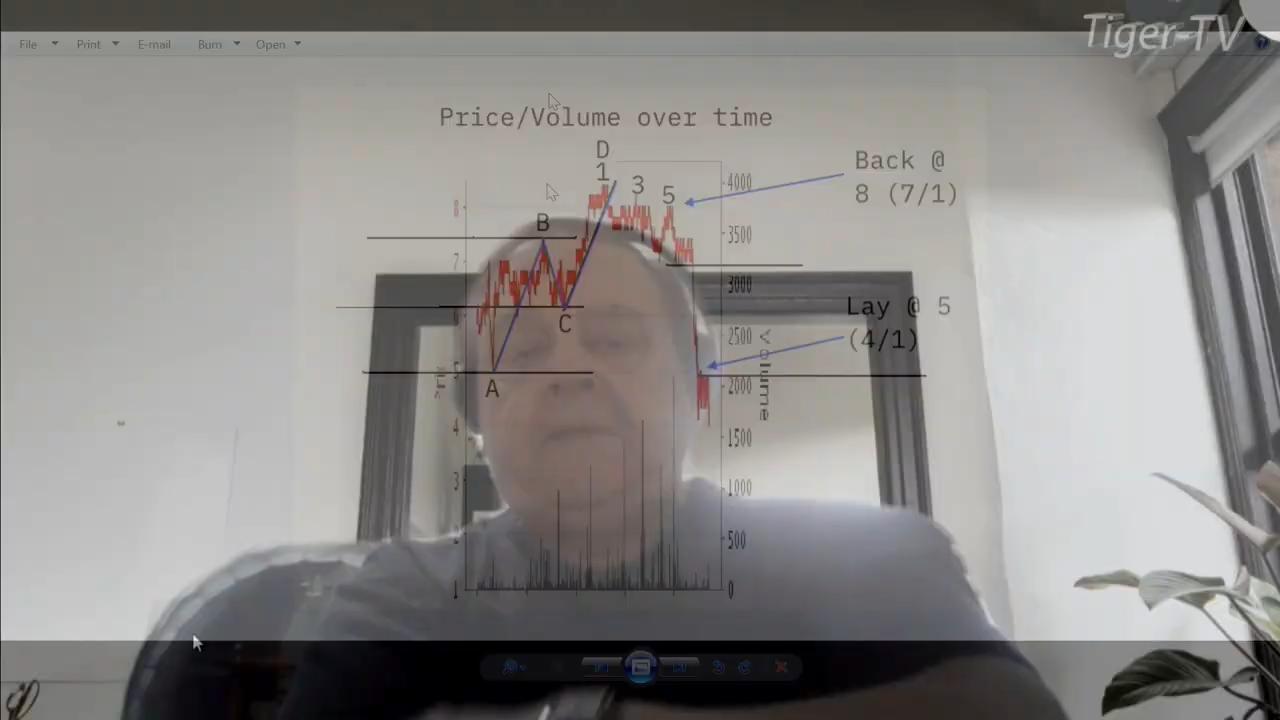 Tiger-TV
File Print E-mail Burn Open
Price/Volume over time
D
1 3 5
Back @
8 (7/1)
B
C
A
Lay @ 5
(4/1)
8
7
6
5
4
3
1
4000
3500
3000
2500
2000
1500
1000
500
0
Volume